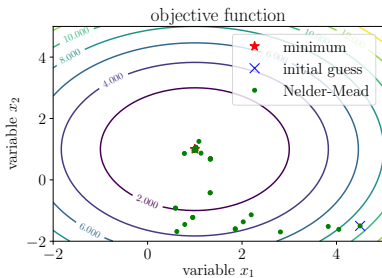 objective function
10.000
8.000
4.000
2.000
6.000
minimum
initial guess
Nelder-Mead
variable x₂
4
2
0
−2
−2
0
2
4
variable x₁